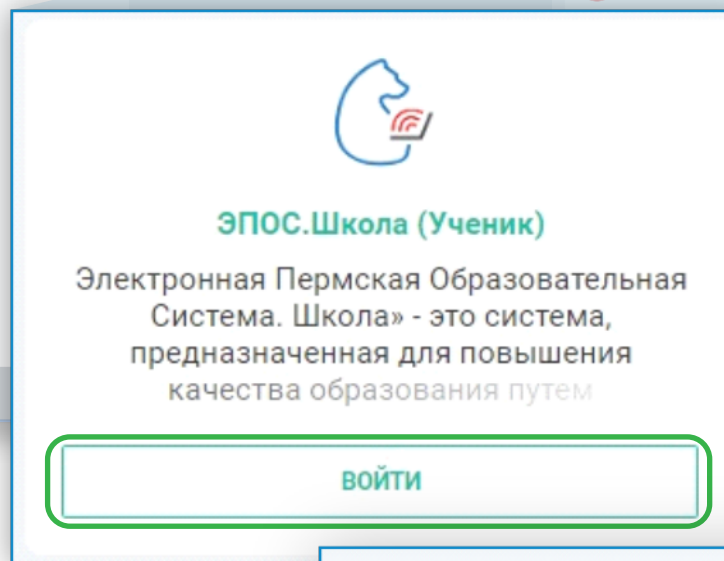 ЭПОС.Школа (Ученик)
Электронная Пермская Образовательная
Система. Школа» - это система,
предназначенная для повышения
качества образования путем
ВОЙТИ